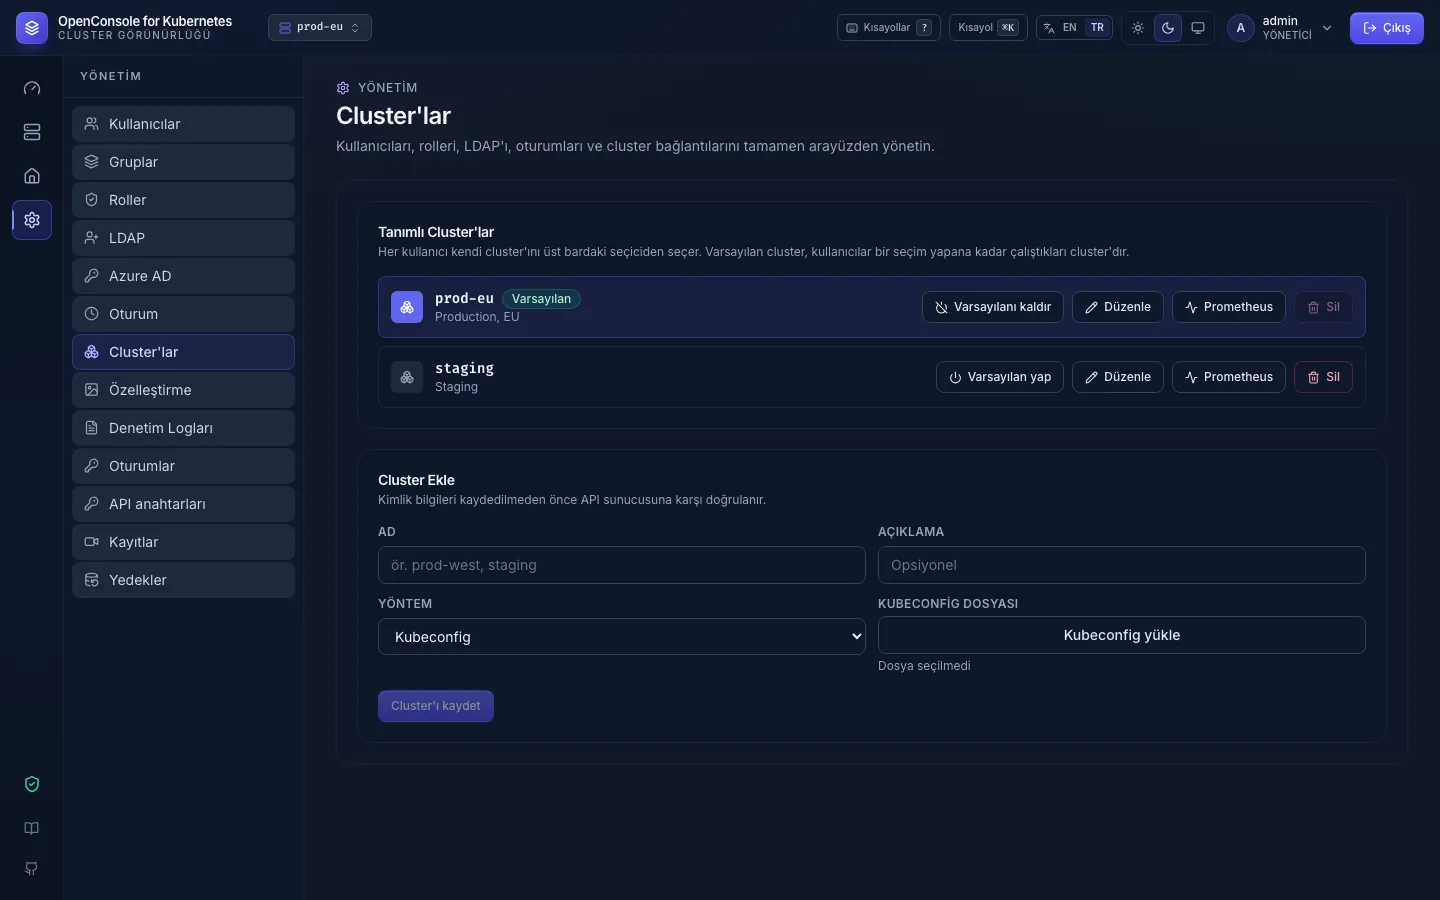 OpenConsole for Kubernetes
CLUSTER GÖRÜNÜRLÜĞÜ
prod-eu
Kısayollar ?
Kısayol ⌘K
EN TR
A
admin
YÖNETİCİ
Çıkış
YÖNETİM
Kullanıcılar
Gruplar
Roller
LDAP
Azure AD
Oturum
Cluster'lar
Özelleştirme
Denetim Logları
Oturumlar
API anahtarları
Kayıtlar
Yedekler
YÖNETİM
Cluster'lar
Kullanıcıları, rolleri, LDAP'ı, oturumları ve cluster bağlantılarını tamamen arayüzden yönetin.
Tanımlı Cluster'lar
Her kullanıcı kendi cluster'ını üst bardaki seçiciden seçer. Varsayılan cluster, kullanıcılar bir seçim yapana kadar çalıştıkları cluster'dır.
prod-eu Varsayılan
Production, EU
Varsayılanı kaldır Düzenle Prometheus Sil
staging
Staging
Varsayılan yap Düzenle Prometheus Sil
Cluster Ekle
Kimlik bilgileri kaydedilmeden önce API sunucusuna karşı doğrulanır.
AD
ör. prod-west, staging
AÇIKLAMA
Opsiyonel
YÖNTEM
Kubeconfig
KUBECONFİG DOSYASI
Kubeconfig yükle
Dosya seçilmedi
Cluster'ı kaydet